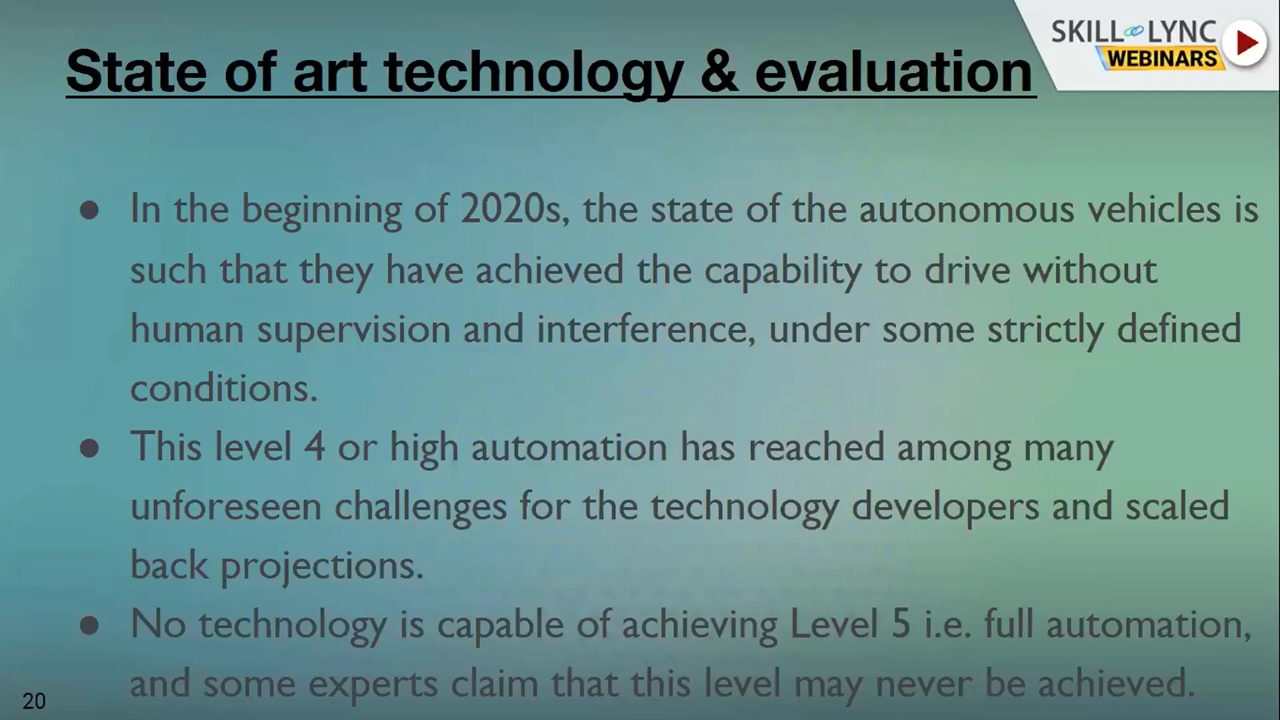 SKILL LYNC
WEBINARS
State of art technology & evaluation
● In the beginning of 2020s, the state of the autonomous vehicles is
such that they have achieved the capability to drive without
human supervision and interference, under some strictly defined
conditions.
● This level 4 or high automation has reached among many
unforeseen challenges for the technology developers and scaled
back projections.
● No technology is capable of achieving Level 5 i.e. full automation,
and some experts claim that this level may never be achieved.
20